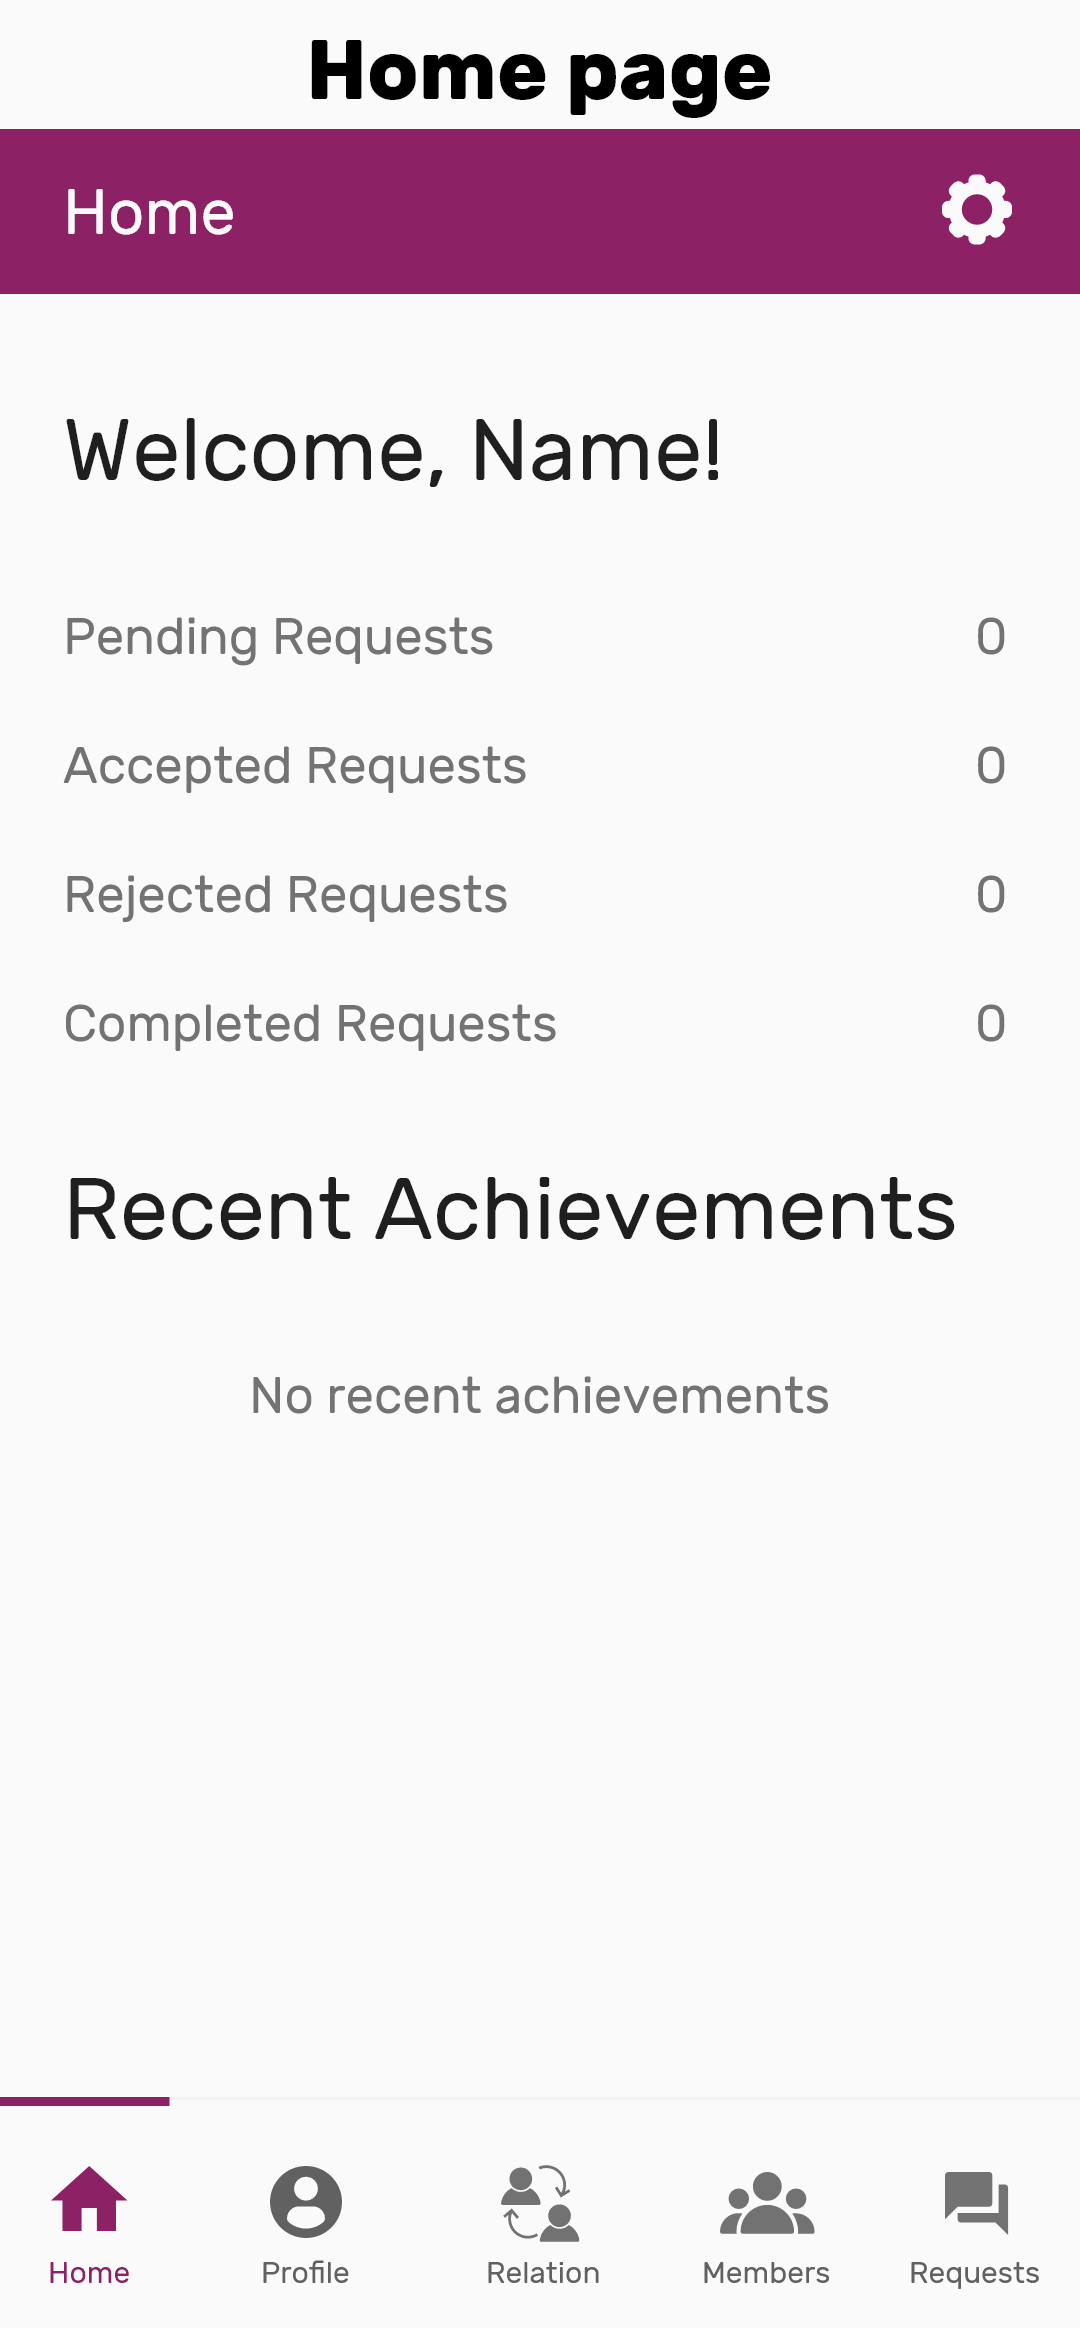 Home page
Home
Welcome, Name!
Pending Requests 0
Accepted Requests 0
Rejected Requests 0
Completed Requests 0
Recent Achievements
No recent achievements
Home Profile Relation Members Requests